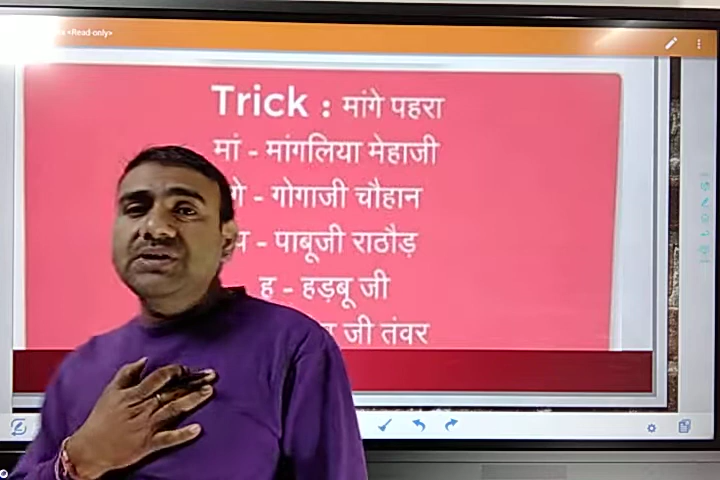 <Read-only>
Trick : मांगे पहरा
मां - मांगलिया मेहाजी
गे - गोगाजी चौहान
- पाबूजी राठौड़
ह - हड़बू जी
जी तंवर